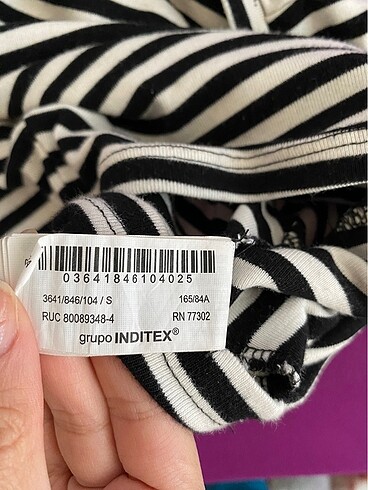 03641846104025
3641/846/104 / S 165/84A
RUC 80089348-4 RN 77302
grupo INDITEX®